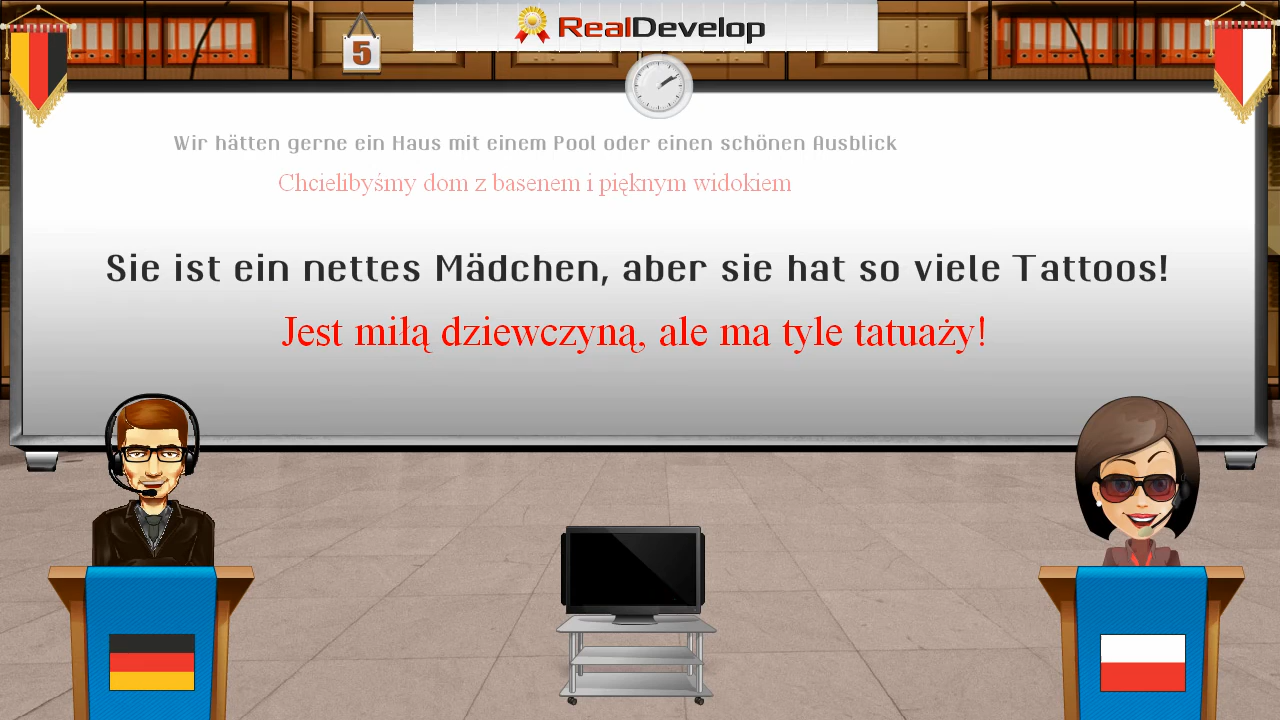 5
RealDevelop
Wir hätten gerne ein Haus mit einem Pool oder einen schönen Ausblick
Chcielibyśmy dom z basenem i pięknym widokiem
Sie ist ein nettes Mädchen, aber sie hat so viele Tattoos!
Jest miłą dziewczyną, ale ma tyle tatuaży!